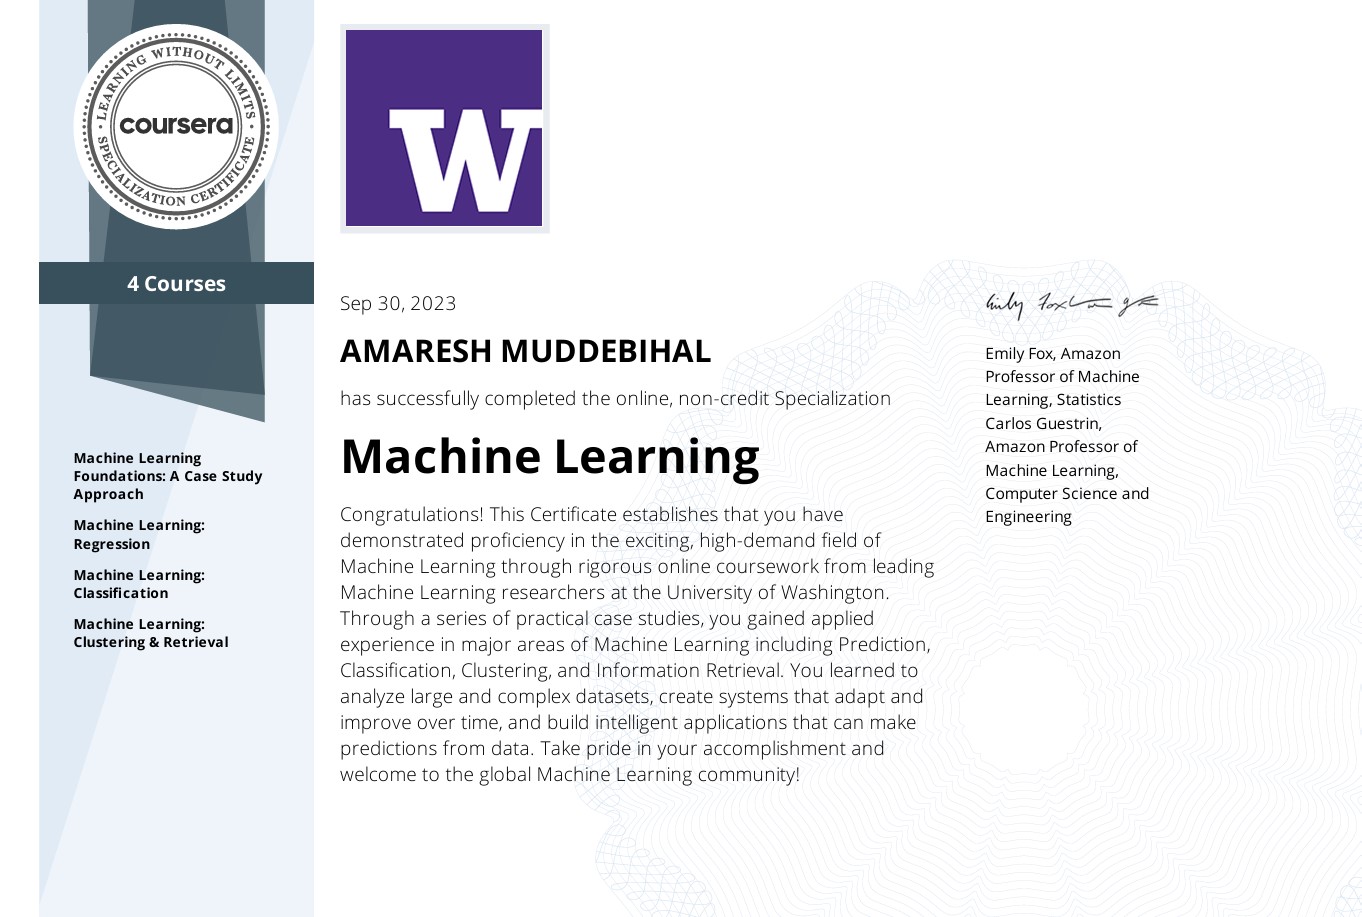 LEARNING WITHOUT LIMITS
coursera
SPECIALIZATION CERTIFICATE
4 Courses
Machine Learning
Foundations: A Case Study
Approach
Machine Learning:
Regression
Machine Learning:
Classification
Machine Learning:
Clustering & Retrieval
W
Sep 30, 2023
AMARESH MUDDEBIHAL
has successfully completed the online, non-credit Specialization
Machine Learning
Congratulations! This Certificate establishes that you have
demonstrated proficiency in the exciting, high-demand field of
Machine Learning through rigorous online coursework from leading
Machine Learning researchers at the University of Washington.
Through a series of practical case studies, you gained applied
experience in major areas of Machine Learning including Prediction,
Classification, Clustering, and Information Retrieval. You learned to
analyze large and complex datasets, create systems that adapt and
improve over time, and build intelligent applications that can make
predictions from data. Take pride in your accomplishment and
welcome to the global Machine Learning community!
Emily Fox, Amazon
Professor of Machine
Learning, Statistics
Carlos Guestrin,
Amazon Professor of
Machine Learning,
Computer Science and
Engineering